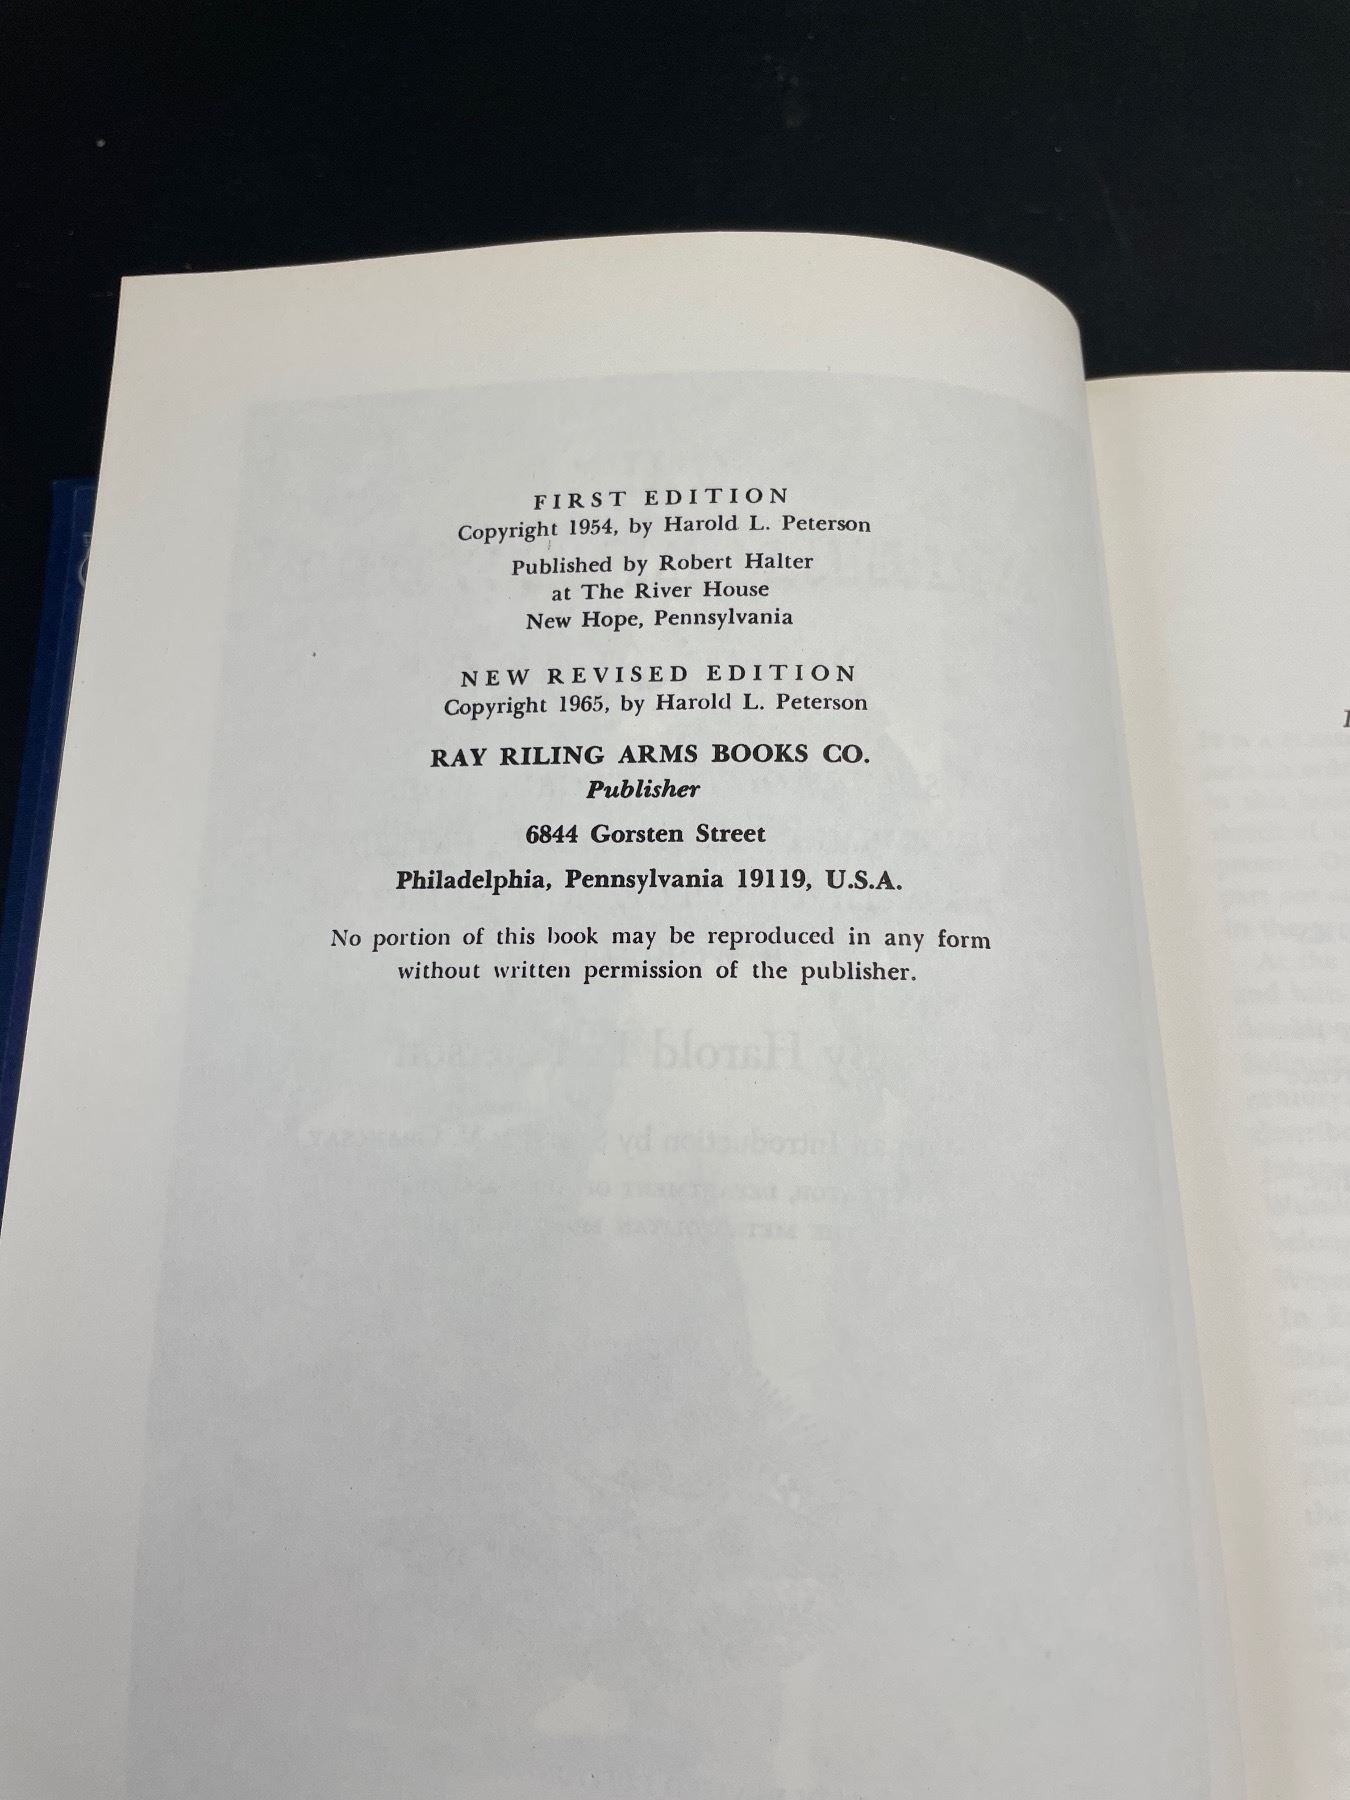 FIRST EDITION
Copyright 1954, by Harold L. Peterson
Published by Robert Halter
at The River House
New Hope, Pennsylvania
NEW REVISED EDITION
Copyright 1965, by Harold L. Peterson
RAY RILING ARMS BOOKS CO.
Publisher
6844 Gorsten Street
Philadelphia, Pennsylvania 19119, U.S.A.
No portion of this book may be reproduced in any form
without written permission of the publisher.